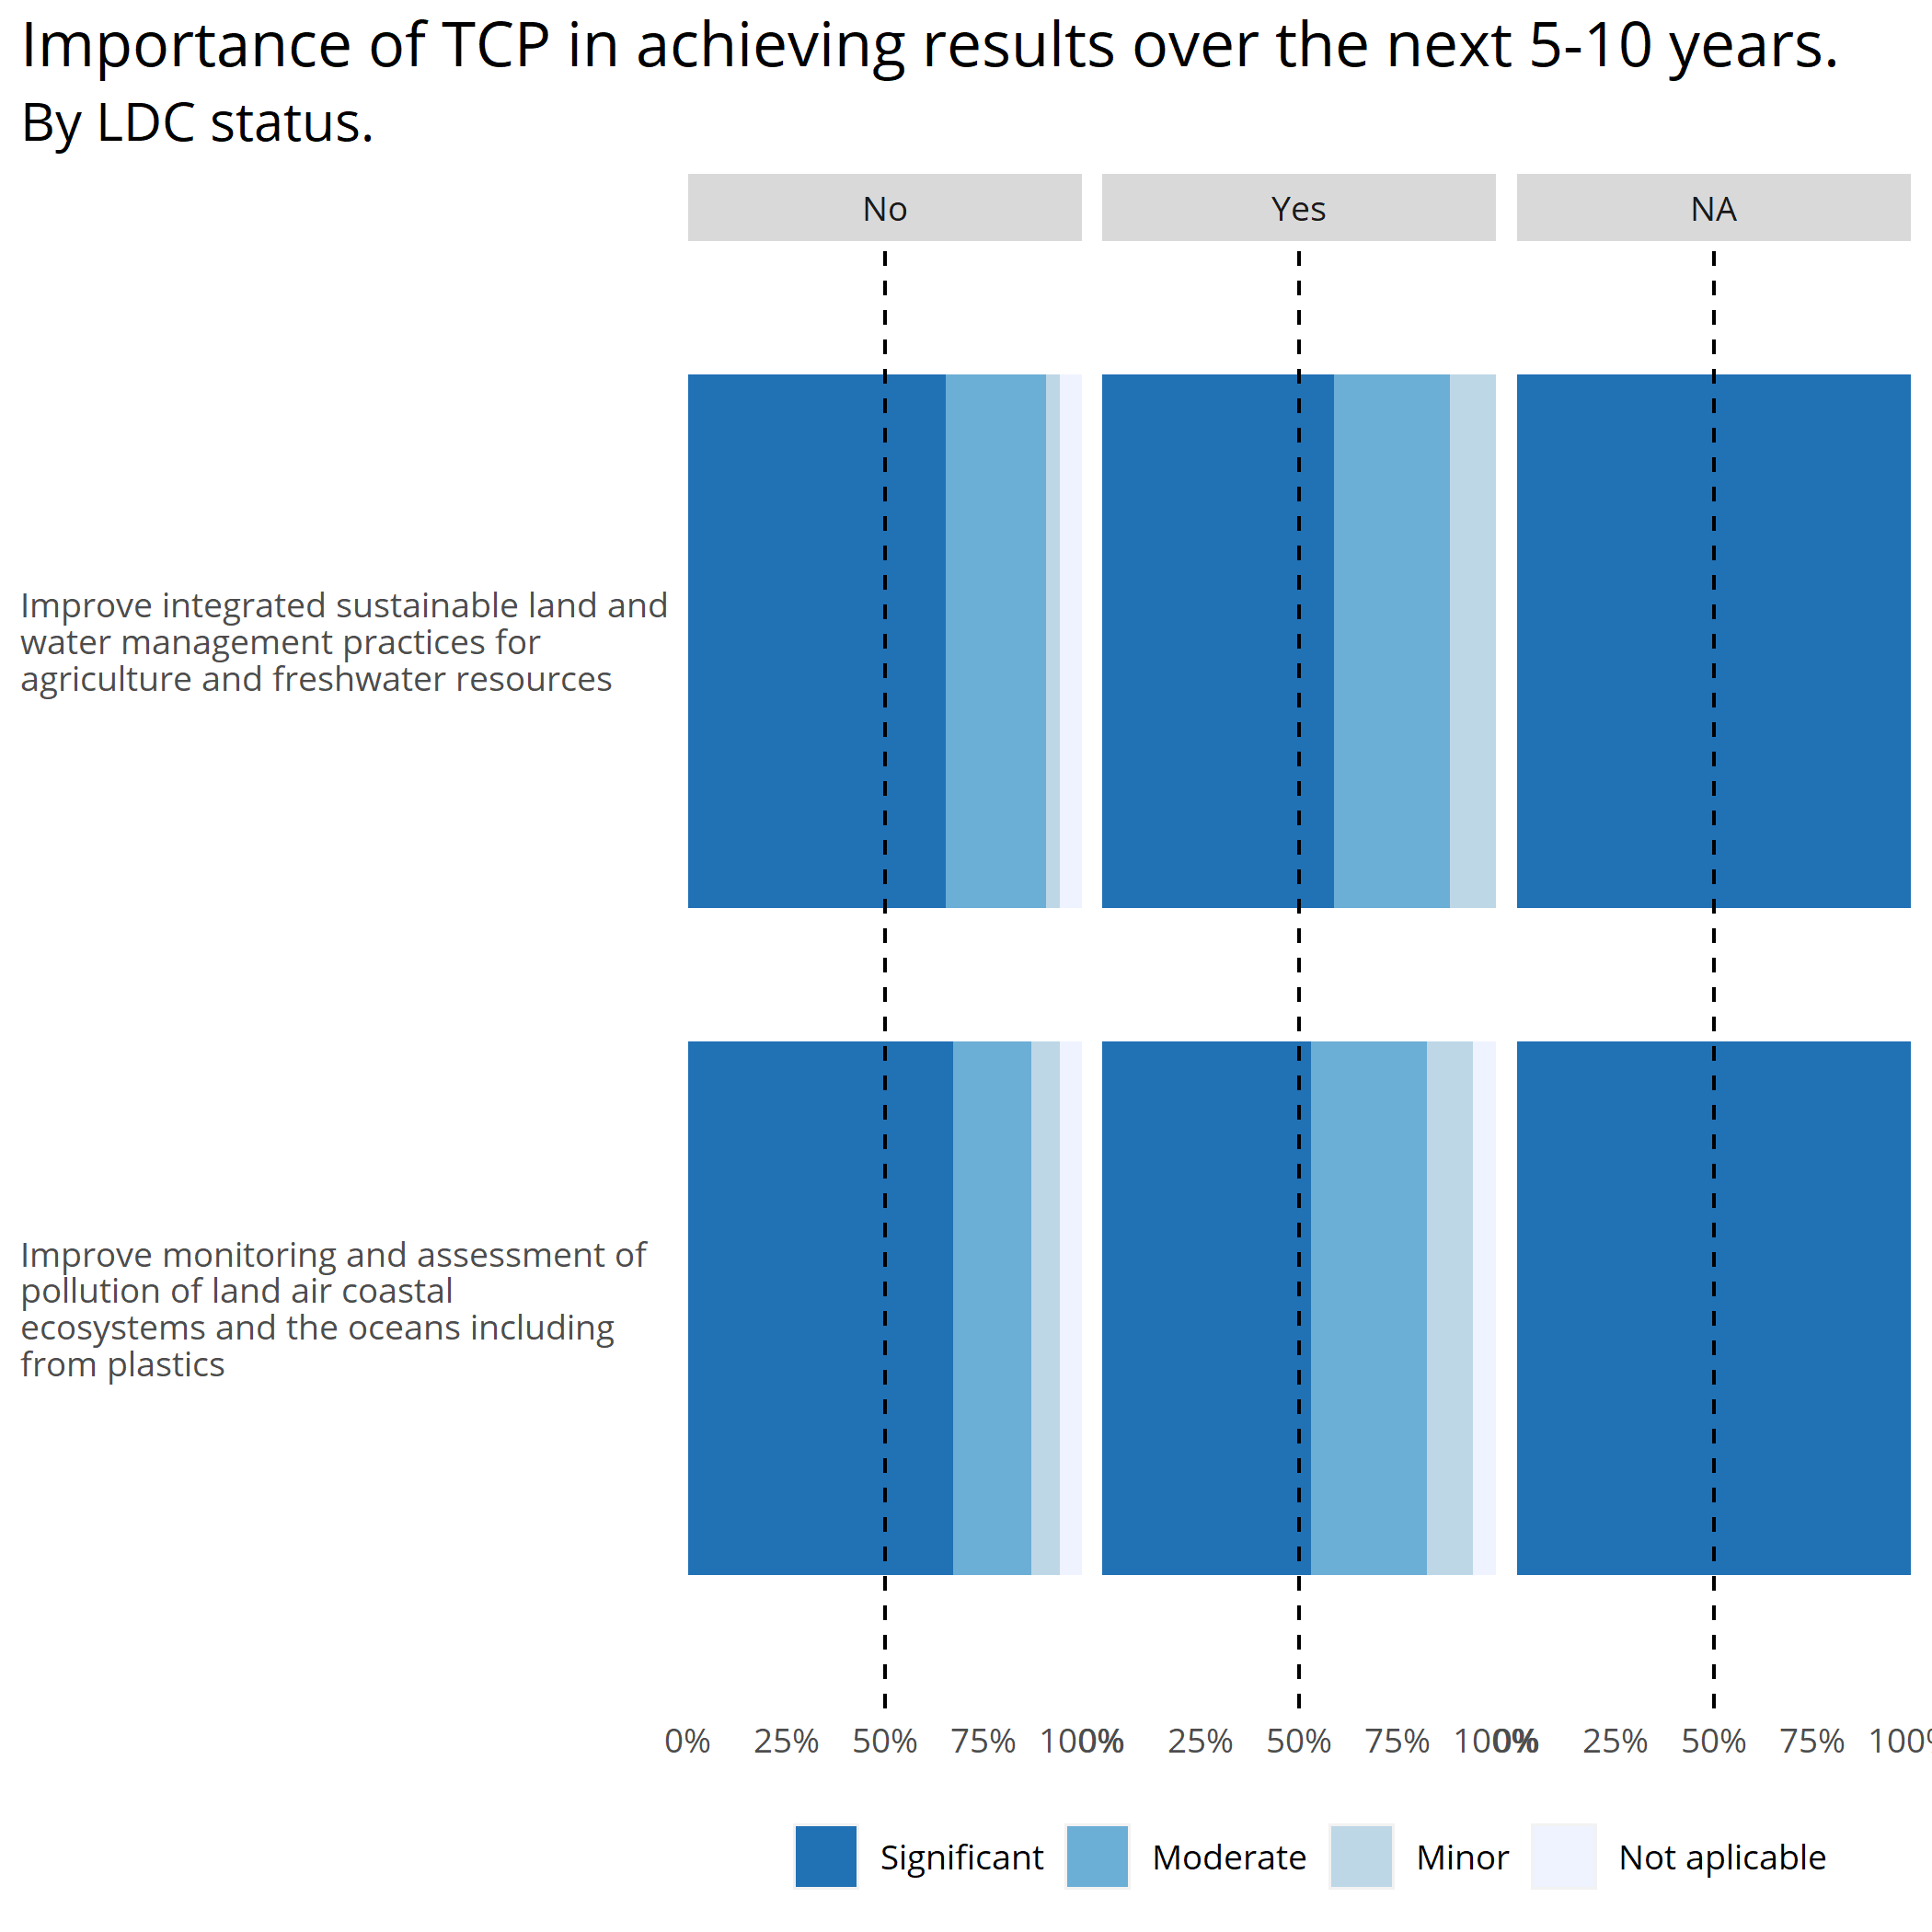 Importance of TCP in achieving results over the next 5-10 years.
By LDC status.
No Yes NA
Improve integrated sustainable land and
water management practices for
agriculture and freshwater resources
Improve monitoring and assessment of
pollution of land air coastal
ecosystems and the oceans including
from plastics
0% 25% 50% 75% 100% 0% 25% 50% 75% 100% 0% 25% 50% 75% 100%
Significant Moderate Minor Not aplicable